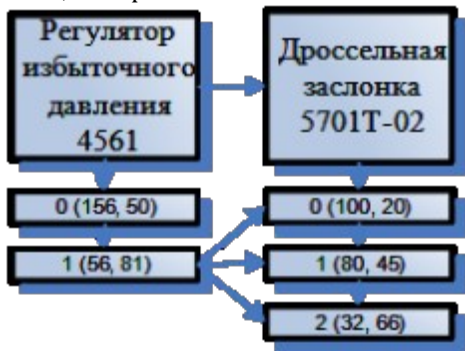 Регулятор
избыточного
давления
4561
Дроссельная
заслонка
5701Т-02
0 (156, 50)
1 (56, 81)
0 (100, 20)
1 (80, 45)
2 (32, 66)